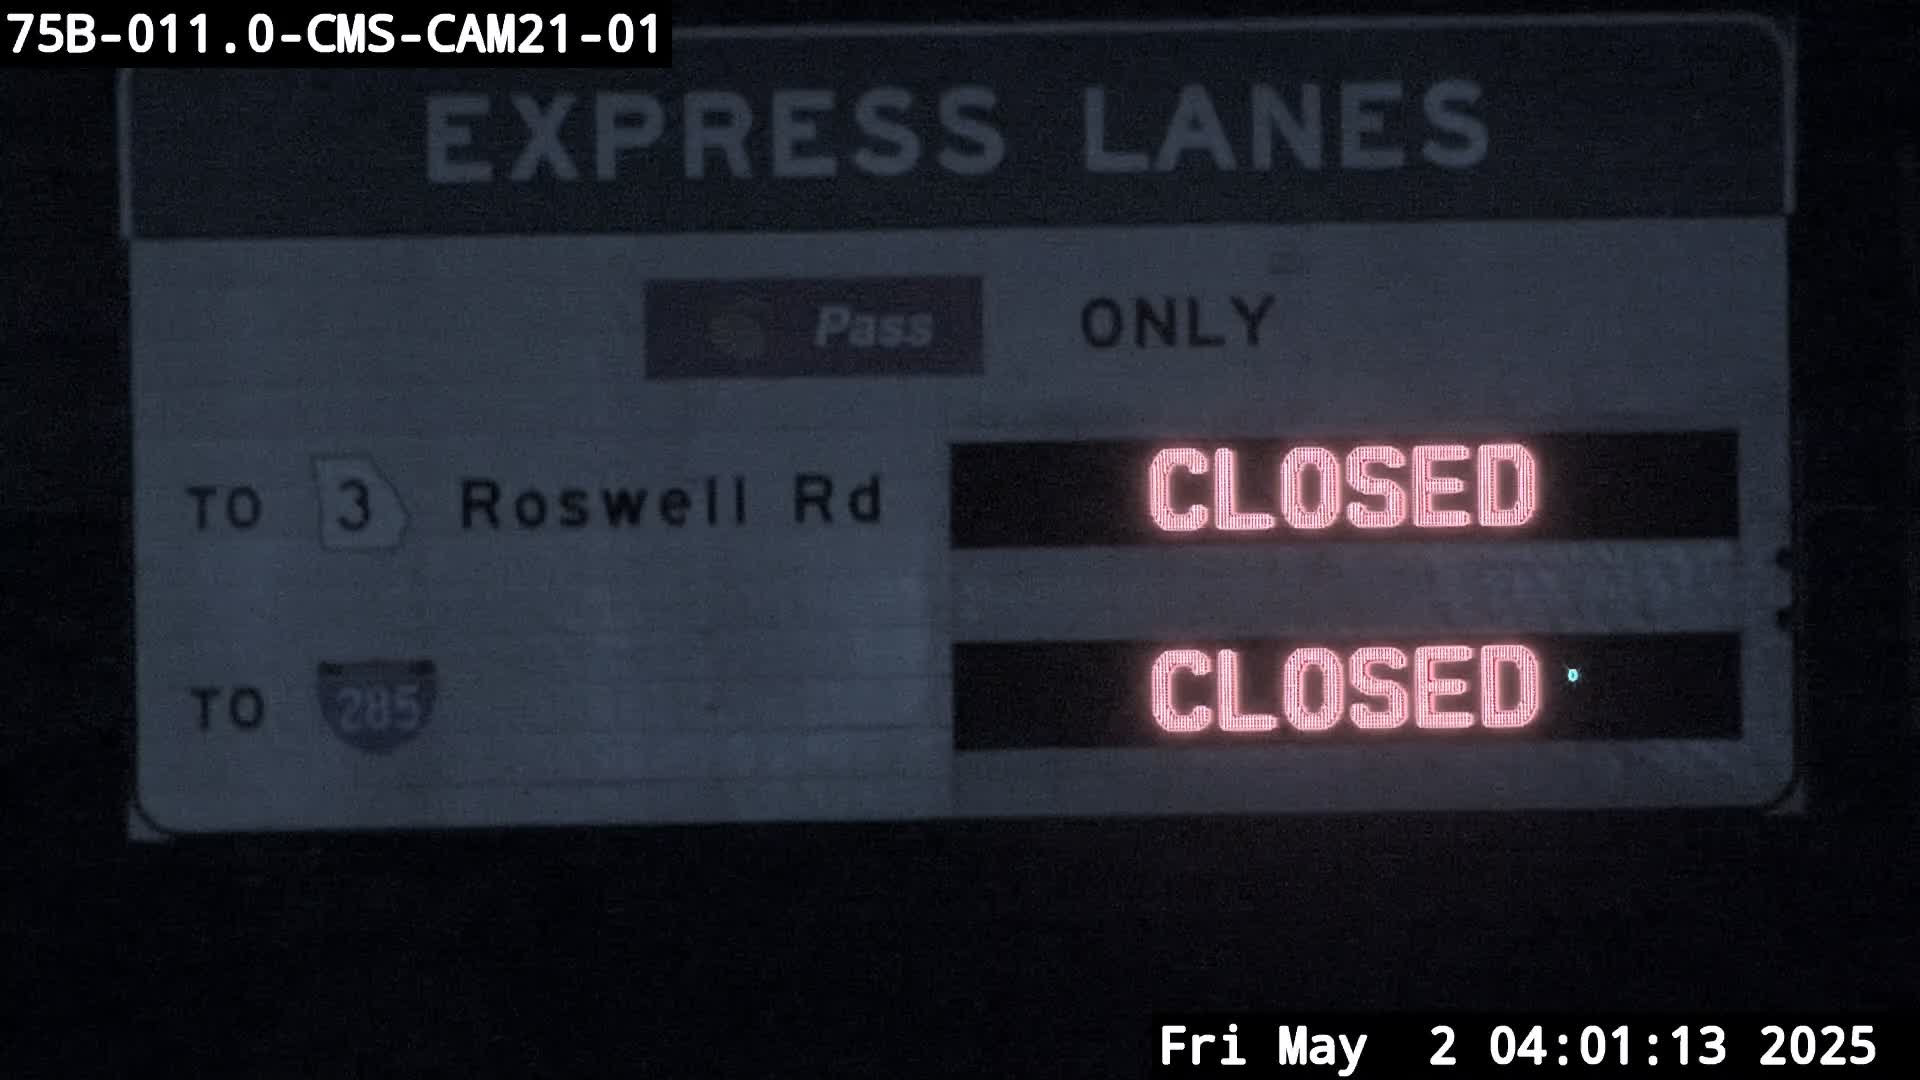 75B-011.0-CMS-CAM21-01
EXPRESS LANES
Pass ONLY
TO 3 Roswell Rd CLOSED
TO 285 CLOSED
Fri May 2 04:01:13 2025